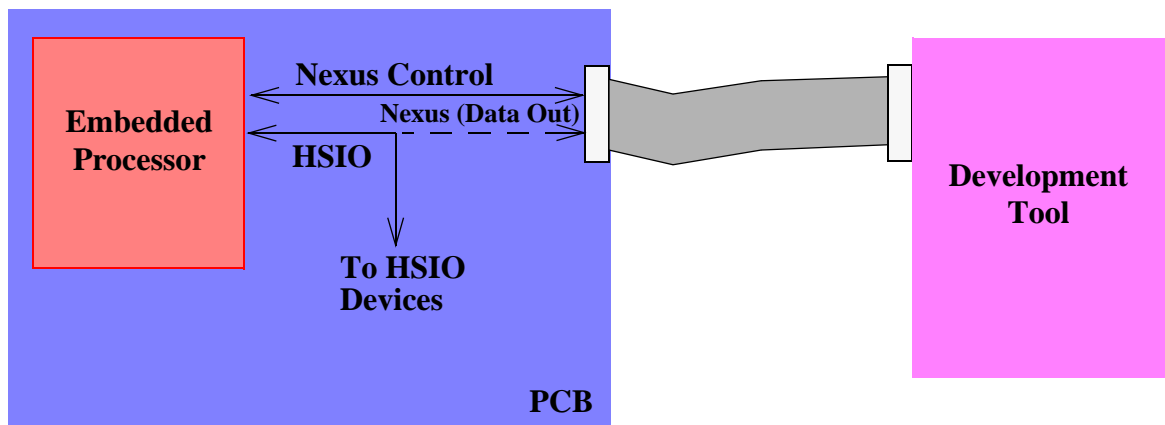 Nexus Control
Nexus (Data Out)
Embedded
Processor
HSIO
Development
Tool
To HSIO
Devices
PCB